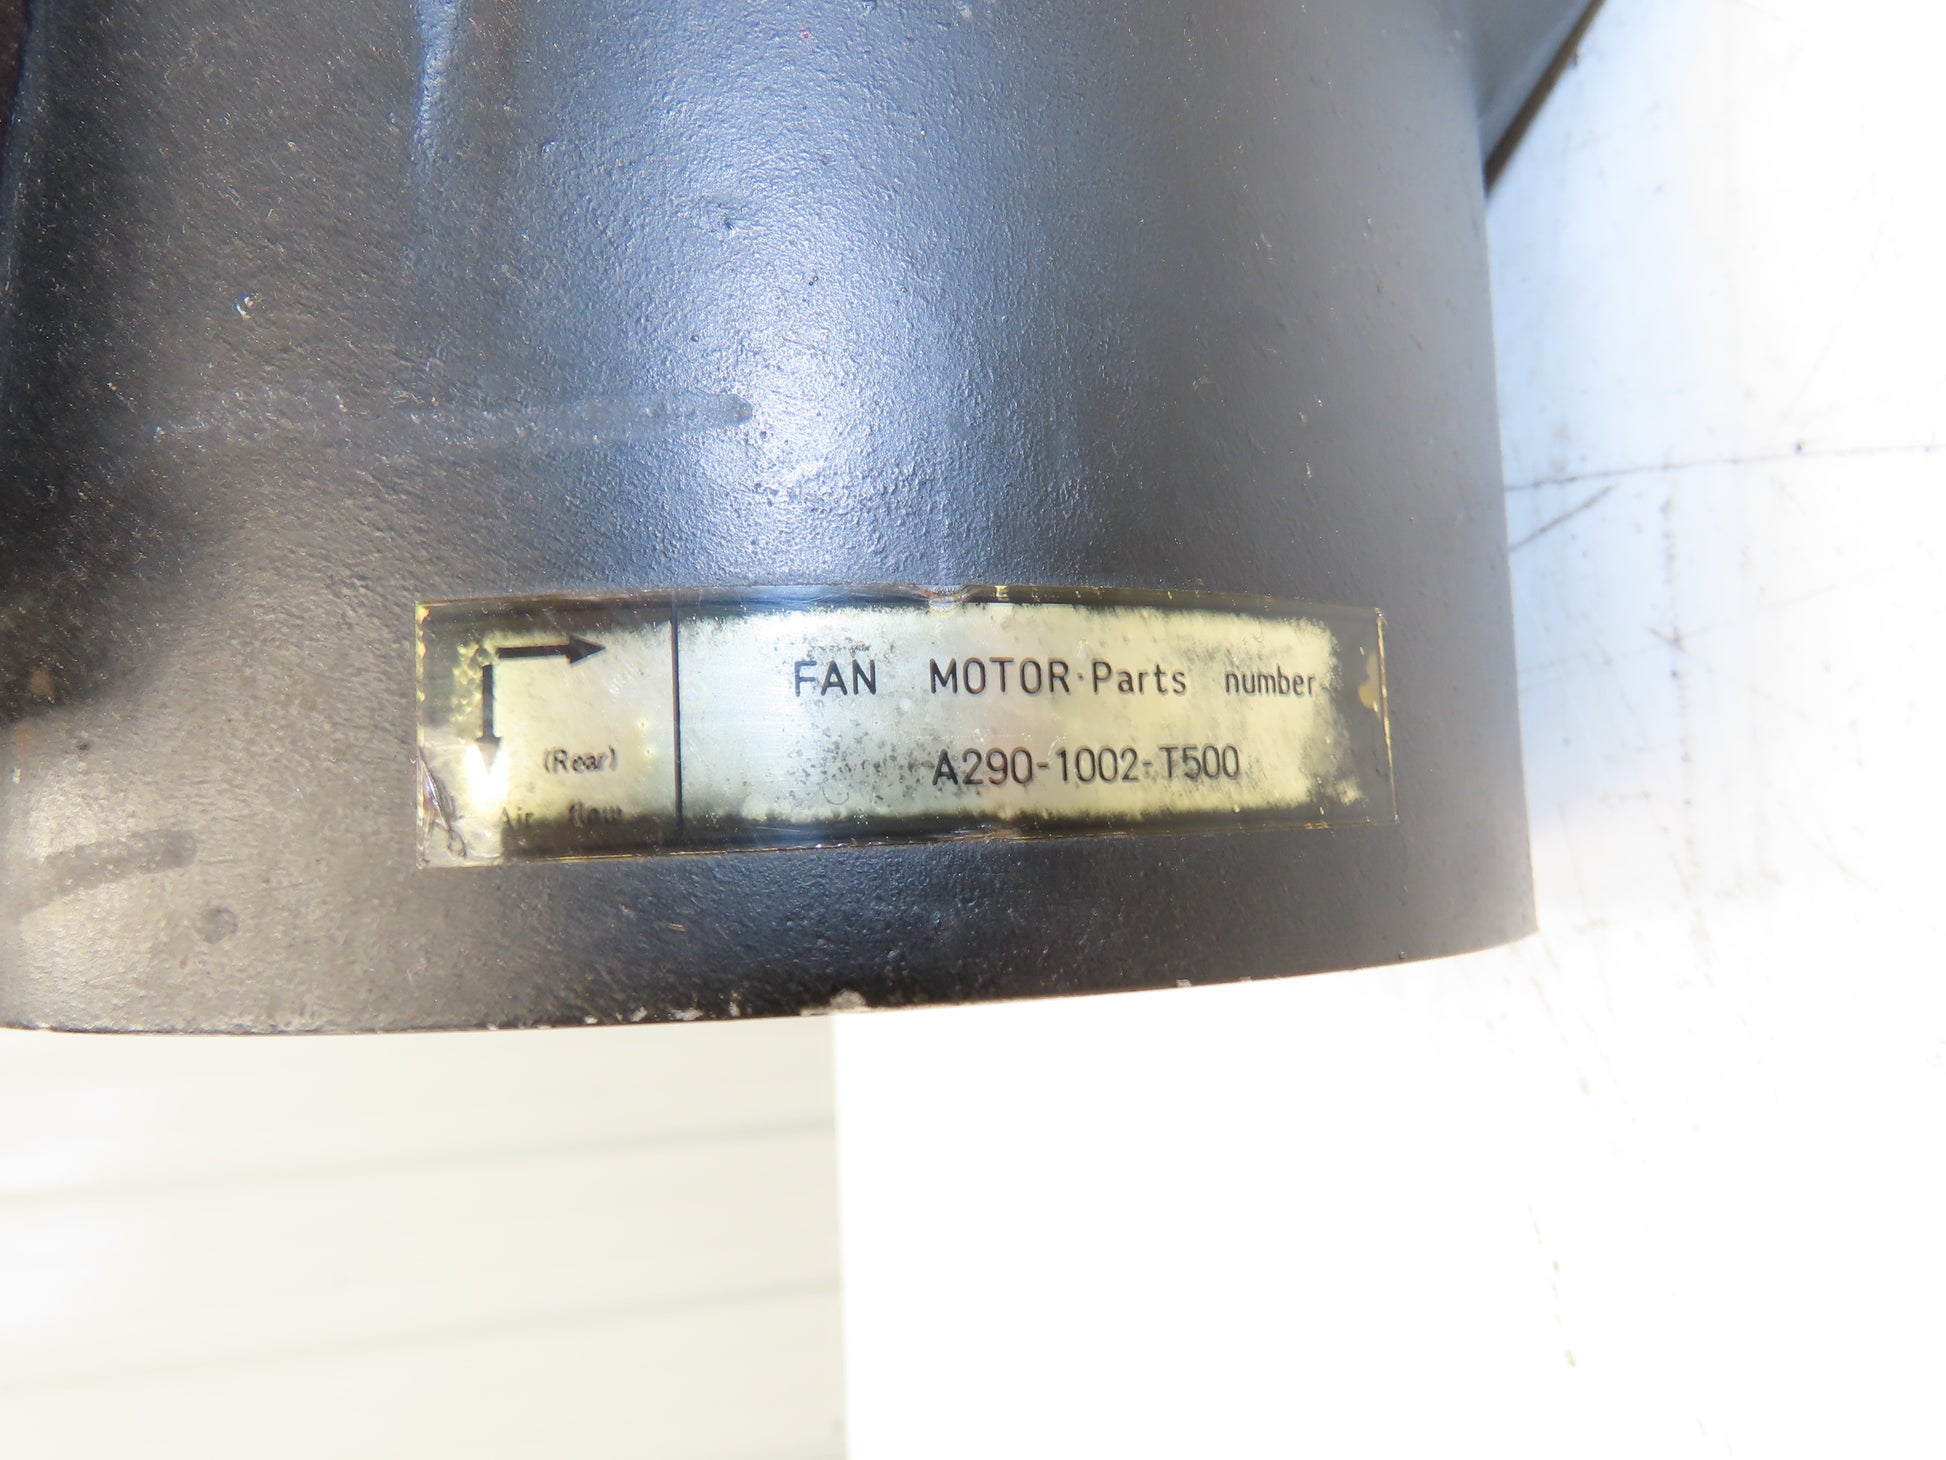 FAN MOTOR·Parts number
A290-1002-T500
(Rear)
Air flow